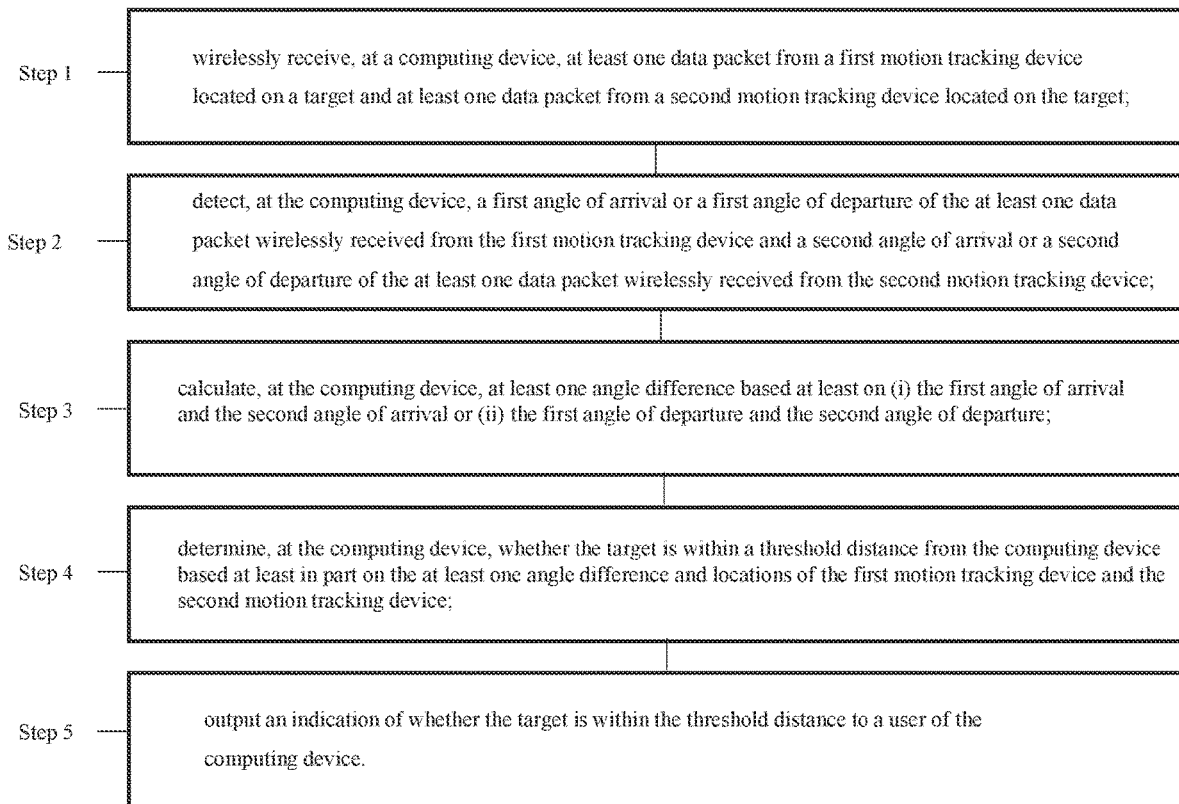 Step 1
wirelessly receive, at a computing device, at least one data packet from a first motion tracking device
located on a target and at least one data packet from a second motion tracking device located on the target;
Step 2
detect, at the computing device, a first angle of arrival or a first angle of departure of the at least one data
packet wirelessly received from the first motion tracking device and a second angle of arrival or a second
angle of departure of the at least one data packet wirelessly received from the second motion tracking device;
Step 3
calculate, at the computing device, at least one angle difference based at least on (i) the first angle of arrival
and the second angle of arrival or (ii) the first angle of departure and the second angle of departure;
Step 4
determine, at the computing device, whether the target is within a threshold distance from the computing device
based at least in part on the at least one angle difference and locations of the first motion tracking device and the
second motion tracking device;
Step 5
output an indication of whether the target is within the threshold distance to a user of the
computing device.